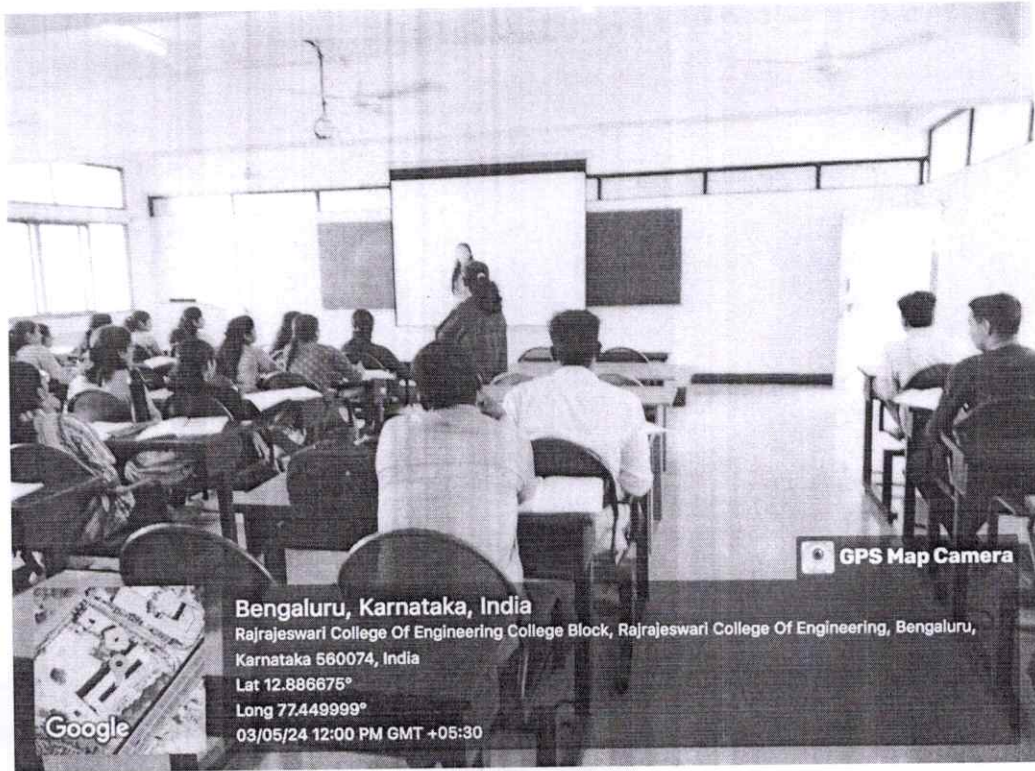 GPS Map Camera
Bengaluru, Karnataka, India
Rajrajeswari College Of Engineering College Block, Rajrajeswari College Of Engineering, Bengaluru,
Karnataka 560074, India
Lat 12.886675°
Long 77.449999°
03/05/24 12:00 PM GMT +05:30
Google